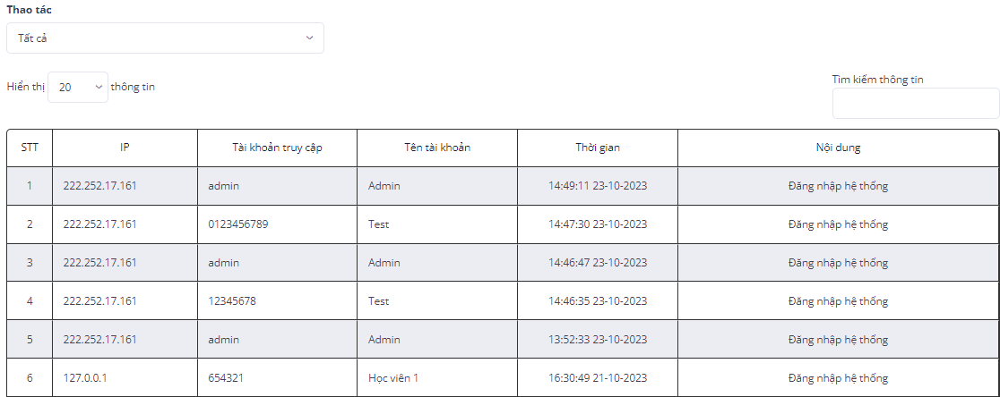 Thao tác
Tất cả
Hiển thị 20 thông tin
Tìm kiếm thông tin
STT IP Tài khoản truy cập Tên tài khoản Thời gian Nội dung
1 222.252.17.161 admin Admin 14:49:11 23-10-2023 Đăng nhập hệ thống
2 222.252.17.161 0123456789 Test 14:47:30 23-10-2023 Đăng nhập hệ thống
3 222.252.17.161 admin Admin 14:46:47 23-10-2023 Đăng nhập hệ thống
4 222.252.17.161 12345678 Test 14:46:35 23-10-2023 Đăng nhập hệ thống
5 222.252.17.161 admin Admin 13:52:33 23-10-2023 Đăng nhập hệ thống
6 127.0.0.1 654321 Học viên 1 16:30:49 21-10-2023 Đăng nhập hệ thống